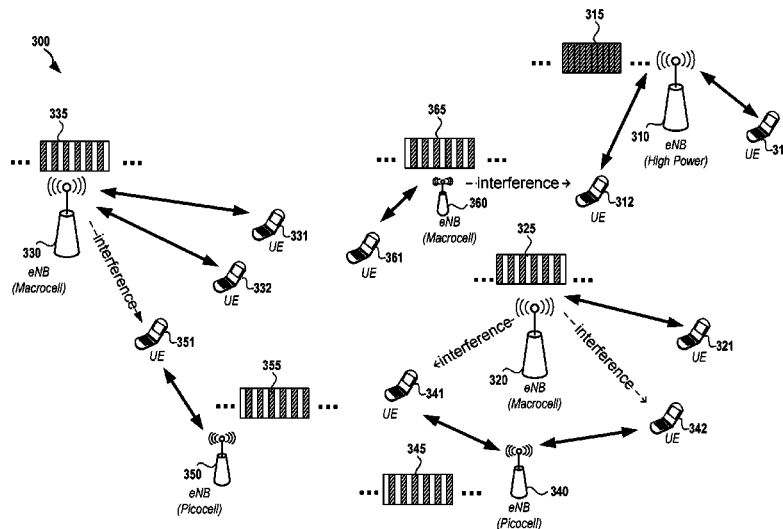 300
335
330
eNB
(Macrocell)
interference
331
UE
332
UE
351
UE
350
eNB
(Picocell)
355
365
360
eNB
(Macrocell)
interference
361
UE
315
310
eNB
(High Power)
31
UE
312
UE
325
320
eNB
(Macrocell)
interference
interference
321
UE
341
UE
342
UE
345
340
eNB
(Picocell)